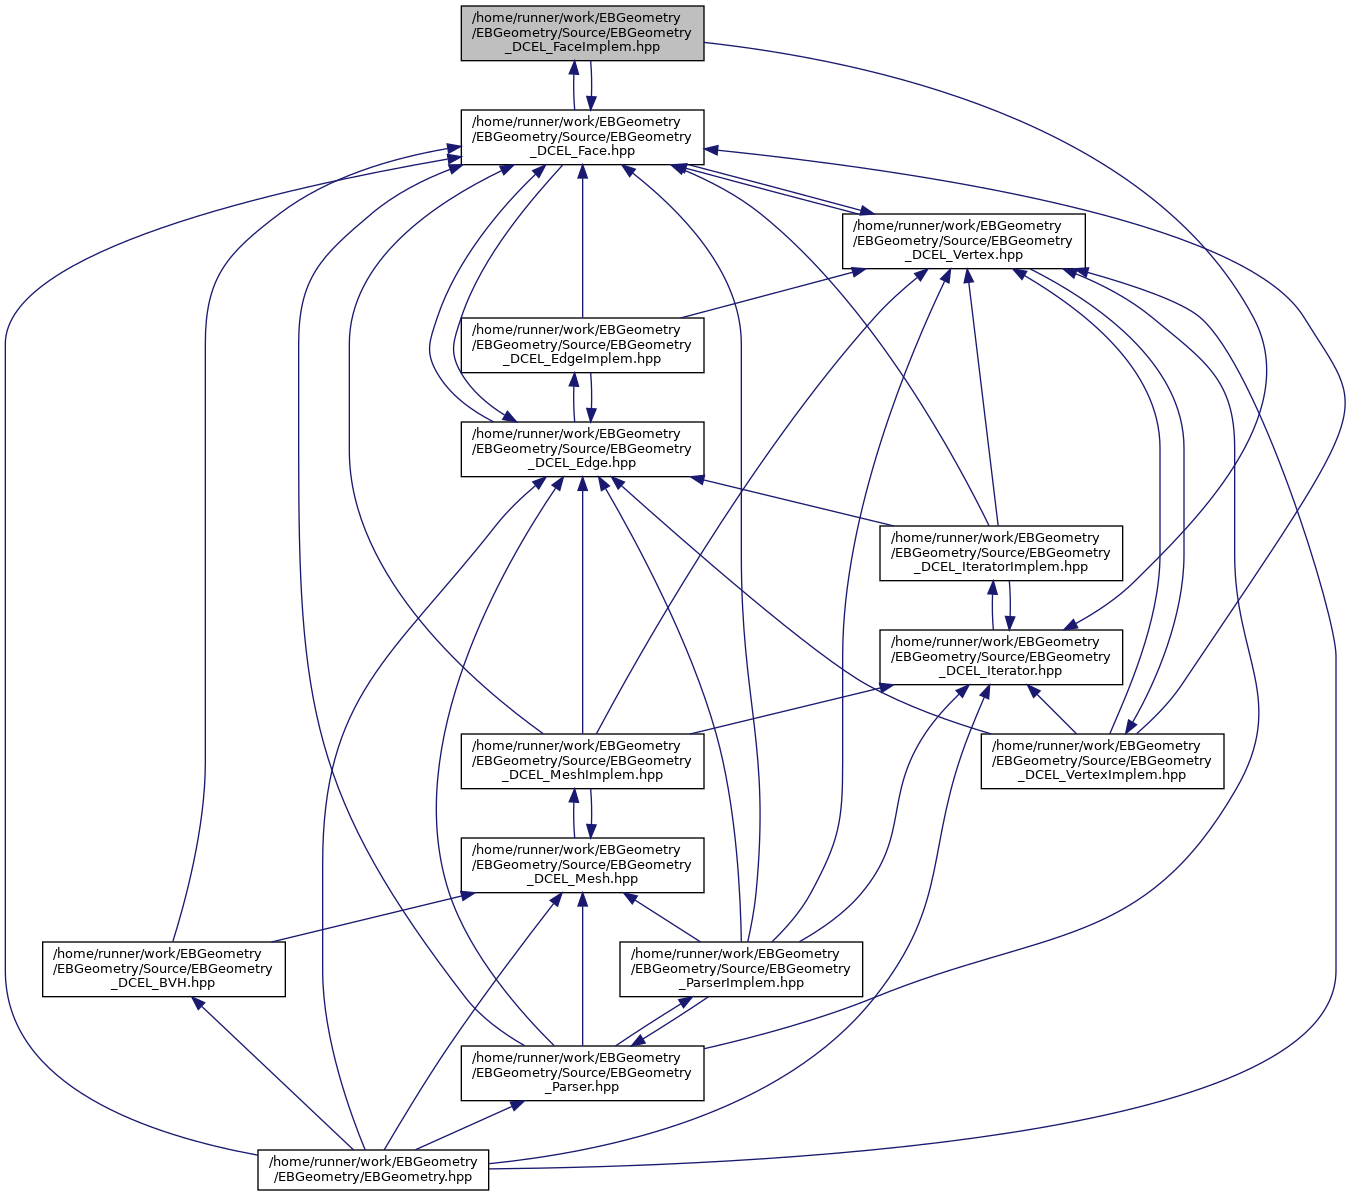 /home/runner/work/EBGeometry
/EBGeometry/Source/EBGeometry
_DCEL_FaceImplem.hpp
/home/runner/work/EBGeometry
/EBGeometry/Source/EBGeometry
_DCEL_Face.hpp
/home/runner/work/EBGeometry
/EBGeometry/Source/EBGeometry
_DCEL_Vertex.hpp
/home/runner/work/EBGeometry
/EBGeometry/Source/EBGeometry
_DCEL_EdgeImplem.hpp
/home/runner/work/EBGeometry
/EBGeometry/Source/EBGeometry
_DCEL_Edge.hpp
/home/runner/work/EBGeometry
/EBGeometry/Source/EBGeometry
_DCEL_IteratorImplem.hpp
/home/runner/work/EBGeometry
/EBGeometry/Source/EBGeometry
_DCEL_Iterator.hpp
/home/runner/work/EBGeometry
/EBGeometry/Source/EBGeometry
_DCEL_MeshImplem.hpp
/home/runner/work/EBGeometry
/EBGeometry/Source/EBGeometry
_DCEL_VertexImplem.hpp
/home/runner/work/EBGeometry
/EBGeometry/Source/EBGeometry
_DCEL_Mesh.hpp
/home/runner/work/EBGeometry
/EBGeometry/Source/EBGeometry
_DCEL_BVH.hpp
/home/runner/work/EBGeometry
/EBGeometry/Source/EBGeometry
_ParserImplem.hpp
/home/runner/work/EBGeometry
/EBGeometry/Source/EBGeometry
_Parser.hpp
/home/runner/work/EBGeometry
/EBGeometry/EBGeometry.hpp